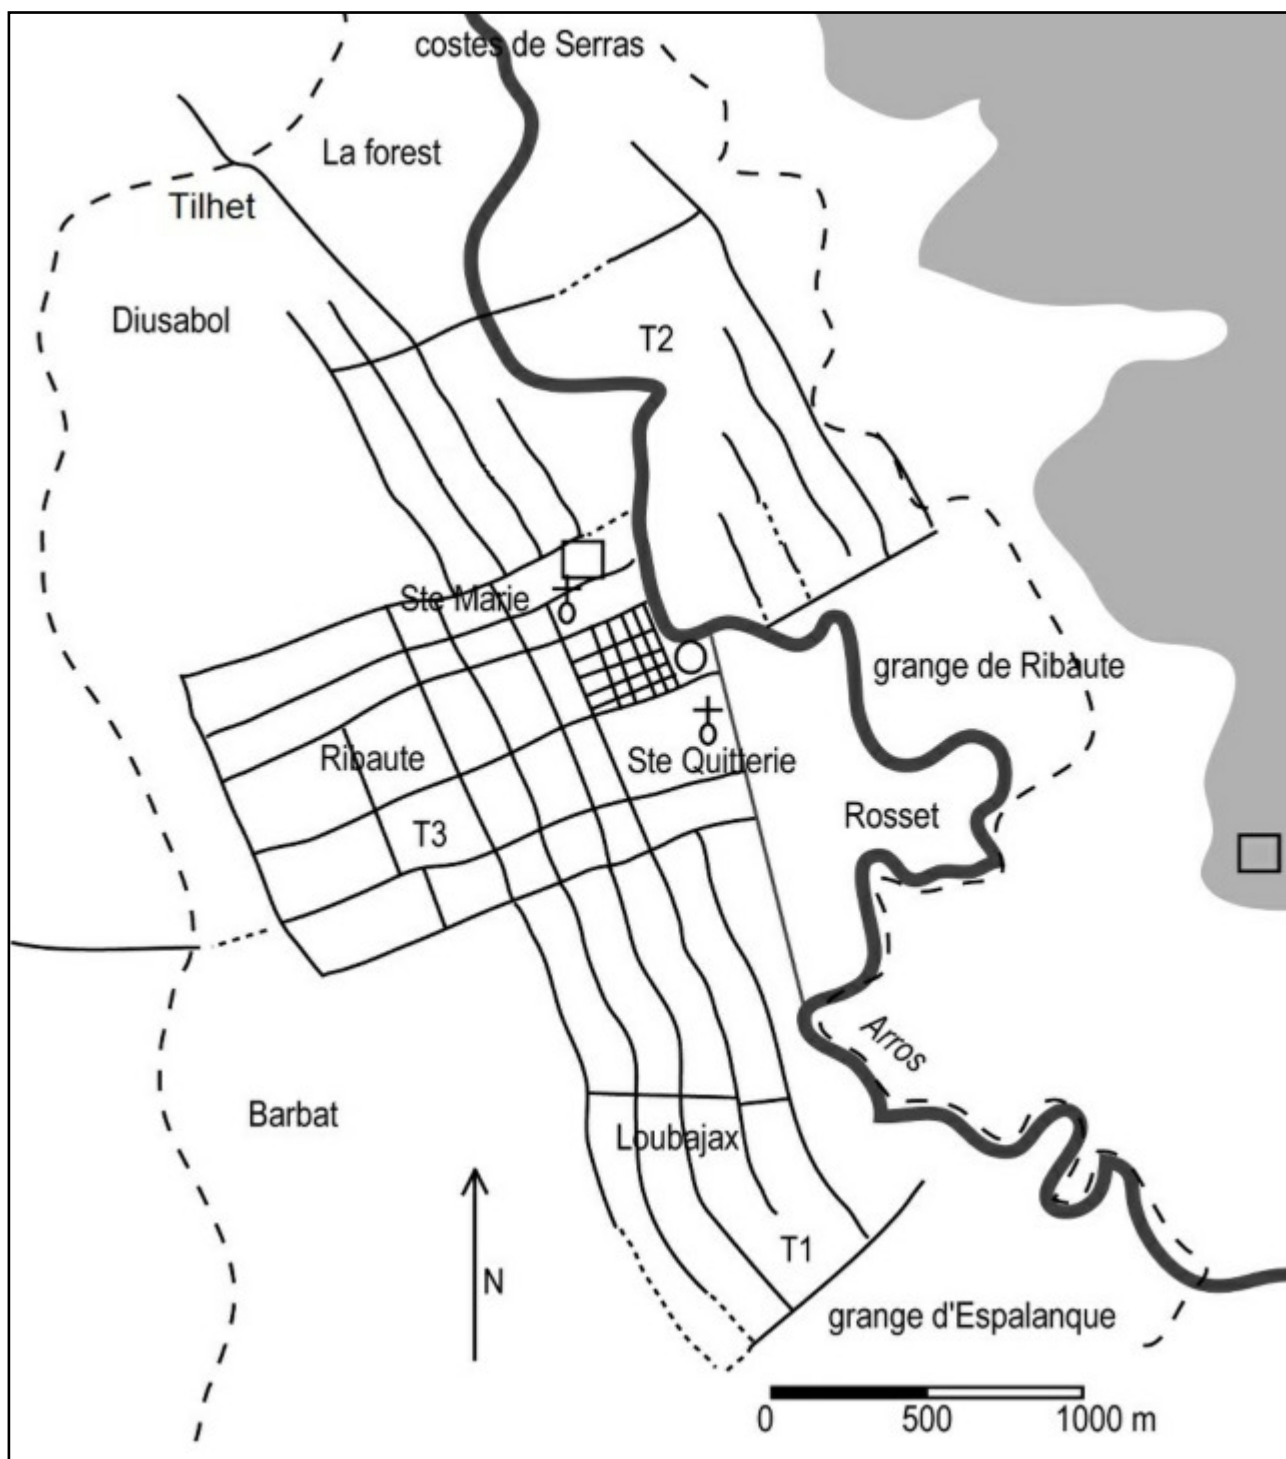 costes de Serras
La forest
Tilhet
Diusabol
T2
Ste Marie
grange de Ribaute
Ribaute
Ste Quitterie
Rosset
T3
Arros
Barbat
Loubajax
T1
N
grange d'Espalanque
0 500 1000 m